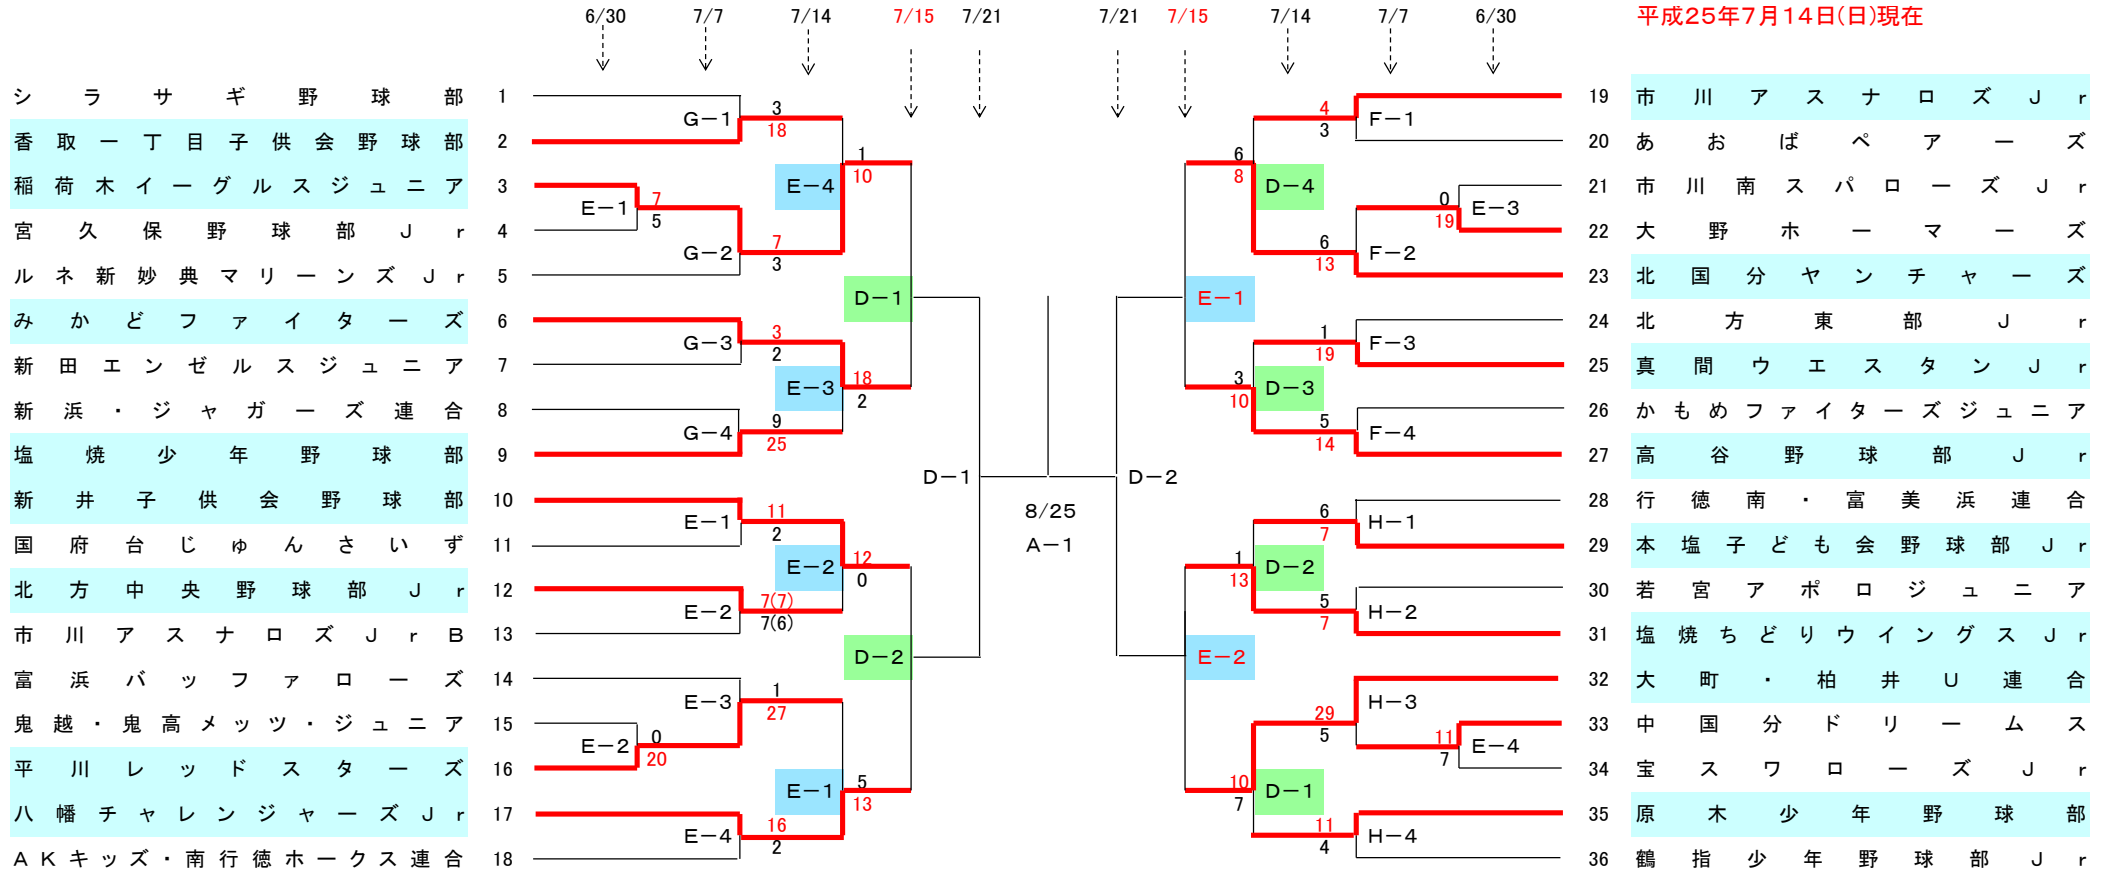 6/30 7/7 7/14 7/15 7/21 7/21 7/15 7/14 7/7 6/30 平成25年7月14日(日)現在
シラサギ野球部 1
G－1 3 18
香取一丁目子供会野球部 2
E－4 1 10
稲荷木イーグルスジュニア 3
E－1 7 5
宮久保野球部Jr 4
G－2 7 3
ルネ新妙典マリーンズJr 5
D－1
みかどファイターズ 6
G－3 3 2
新田エンゼルスジュニア 7
E－3 18 2
新浜・ジャガーズ連合 8
G－4 9 25
塩焼少年野球部 9
D－1
新井子供会野球部 10
E－1 11 2
国府台じゅんさいず 11
E－2 12 0
北方中央野球部Jr 12
E－2 7(7) 7(6)
市川アスナロズJrB 13
D－2
富浜バッファローズ 14
E－3 1 27
鬼越・鬼高メッツ・ジュニア 15
E－2 0 20
平川レッドスターズ 16
E－1 5 13
八幡チャレンジャーズJr 17
E－4 16 2
AKキッズ・南行徳ホークス連合 18
8/25
A－1
19 市川アスナロズJr
4 3 F－1
20 あおばペアーズ
6 8 D－4
21 市川南スパローズJr
0 19 E－3
22 大野ホーマーズ
6 13 F－2
23 北国分ヤンチャーズ
E－1
24 北方東部Jr
1 19 F－3
25 真間ウエスタンJr
3 10 D－3
26 かもめファイターズジュニア
5 14 F－4
27 高谷野球部Jr
D－2
28 行徳南・富美浜連合
6 7 H－1
29 本塩子ども会野球部Jr
1 13 D－2
30 若宮アポロジュニア
5 7 H－2
31 塩焼ちどりウイングスJr
E－2
32 大町・柏井U連合
29 5 H－3
33 中国分ドリームス
11 7 E－4
34 宝スワローズJr
10 7 D－1
35 原木少年野球部
11 4 H－4
36 鶴指少年野球部Jr